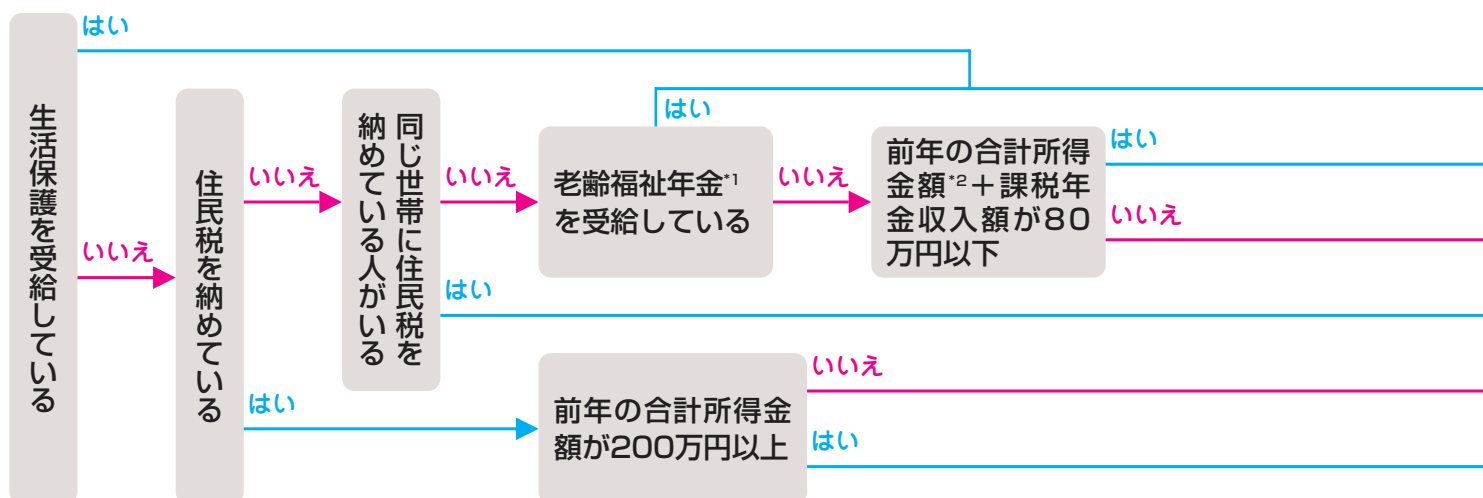 生活保護を受給している
はい
いいえ
住民税を納めている
いいえ
はい
同じ世帯に住民税を
納めている人がいる
いいえ
はい
老齢福祉年金*1
を受給している
はい
いいえ
前年の合計所得
金額*2＋課税年
金収入額が80
万円以下
はい
いいえ
前年の合計所得金
額が200万円以上
いいえ
はい